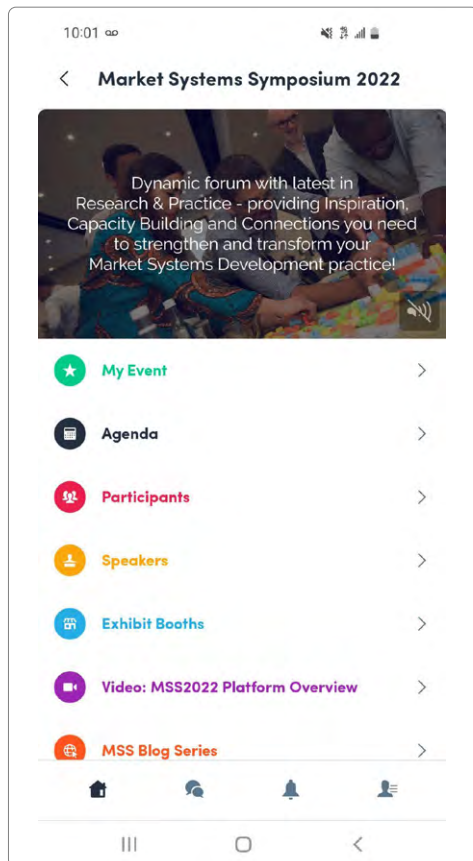 10:01
Market Systems Symposium 2022
Dynamic forum with latest in
Research & Practice - providing Inspiration,
Capacity Building and Connections you need
to strengthen and transform your
Market Systems Development practice!
My Event
Agenda
Participants
Speakers
Exhibit Booths
Video: MSS2022 Platform Overview
MSS Blog Series